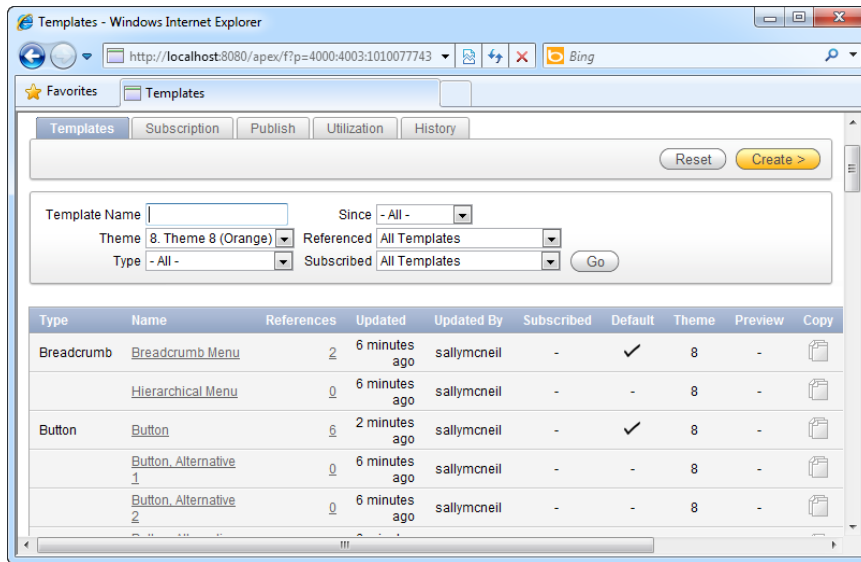 Templates - Windows Internet Explorer
http://localhost:8080/apex/f?p=4000:4003:1010077743
Bing
Favorites
Templates
Templates Subscription Publish Utilization History
Reset Create >
Template Name Since - All -
Theme 8. Theme 8 (Orange) Referenced All Templates
Type - All - Subscribed All Templates Go
Type Name References Updated Updated By Subscribed Default Theme Preview Copy
Breadcrumb Breadcrumb Menu 2 6 minutes ago sallymcneil - 8 -
Hierarchical Menu 0 6 minutes ago sallymcneil - - 8 -
Button Button 6 2 minutes ago sallymcneil - 8 -
Button, Alternative 1 0 6 minutes ago sallymcneil - - 8 -
Button, Alternative 2 0 6 minutes ago sallymcneil - - 8 -